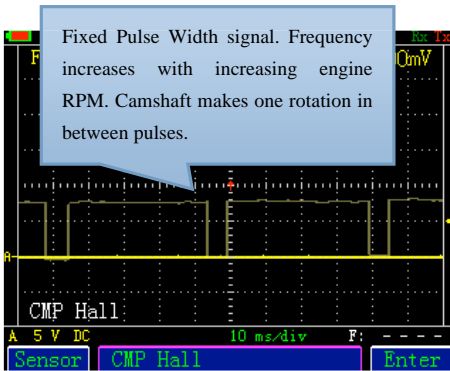 Fixed Pulse Width signal. Frequency
increases with increasing engine
RPM. Camshaft makes one rotation in
between pulses.
Rx Tx
F
0mV
A
CMP Hall
A 5 V DC 10 ms/div F: - - - -
Sensor CMP Hall Enter